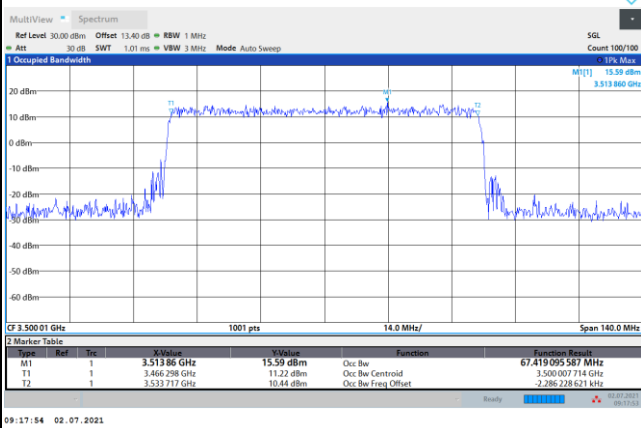 MultiView Spectrum
Ref Level 30.00 dBm Offset 13.40 dB RBW 1 MHz SGL
Att 30 dB SWT 1.01 ms VBW 3 MHz Mode Auto Sweep Count 100/100
1 Occupied Bandwidth 1Pk Max
M1[1] 15.59 dBm
3.513 860 GHz
M1
T1 T2
20 dBm
10 dBm
0 dBm
-10 dBm
-20 dBm
-30 dBm
-40 dBm
-50 dBm
-60 dBm
CF 3.500 01 GHz 1001 pts 14.0 MHz/ Span 140.0 MHz
2 Marker Table
Type Ref Trc X-Value Y-Value Function Function Result
M1 1 3.513 86 GHz 15.59 dBm Occ Bw 67.419 095 587 MHz
T1 1 3.466 298 GHz 11.22 dBm Occ Bw Centroid 3.500 007 714 GHz
T2 1 3.533 717 GHz 10.44 dBm Occ Bw Freq Offset -2.286 228 621 kHz
Ready 02.07.2021
09:17:53
09:17:54 02.07.2021